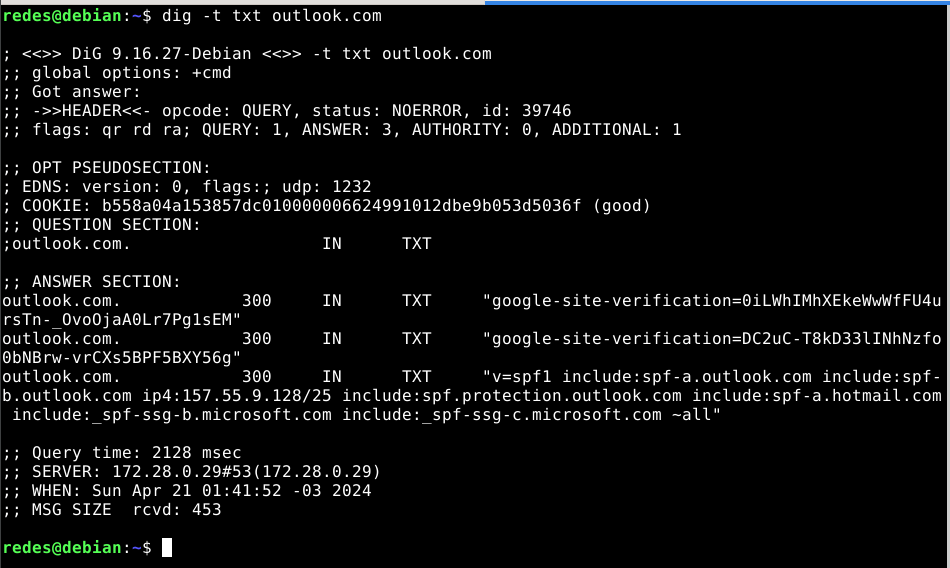 redes@debian:~$ dig -t txt outlook.com

; <<>> DiG 9.16.27-Debian <<>> -t txt outlook.com
;; global options: +cmd
;; Got answer:
;; ->>HEADER<<- opcode: QUERY, status: NOERROR, id: 39746
;; flags: qr rd ra; QUERY: 1, ANSWER: 3, AUTHORITY: 0, ADDITIONAL: 1

;; OPT PSEUDOSECTION:
; EDNS: version: 0, flags:; udp: 1232
; COOKIE: b558a04a153857dc010000006624991012dbe9b053d5036f (good)
;; QUESTION SECTION:
;outlook.com.                   IN      TXT

;; ANSWER SECTION:
outlook.com.            300     IN      TXT     "google-site-verification=0iLWhIMhXEkeWwWfFU4u
rsTn-_OvoOjaA0Lr7Pg1sEM"
outlook.com.            300     IN      TXT     "google-site-verification=DC2uC-T8kD33lINhNzfo
0bNBrw-vrCXs5BPF5BXY56g"
outlook.com.            300     IN      TXT     "v=spf1 include:spf-a.outlook.com include:spf-
b.outlook.com ip4:157.55.9.128/25 include:spf.protection.outlook.com include:spf-a.hotmail.com
 include:_spf-ssg-b.microsoft.com include:_spf-ssg-c.microsoft.com ~all"

;; Query time: 2128 msec
;; SERVER: 172.28.0.29#53(172.28.0.29)
;; WHEN: Sun Apr 21 01:41:52 -03 2024
;; MSG SIZE  rcvd: 453

redes@debian:~$